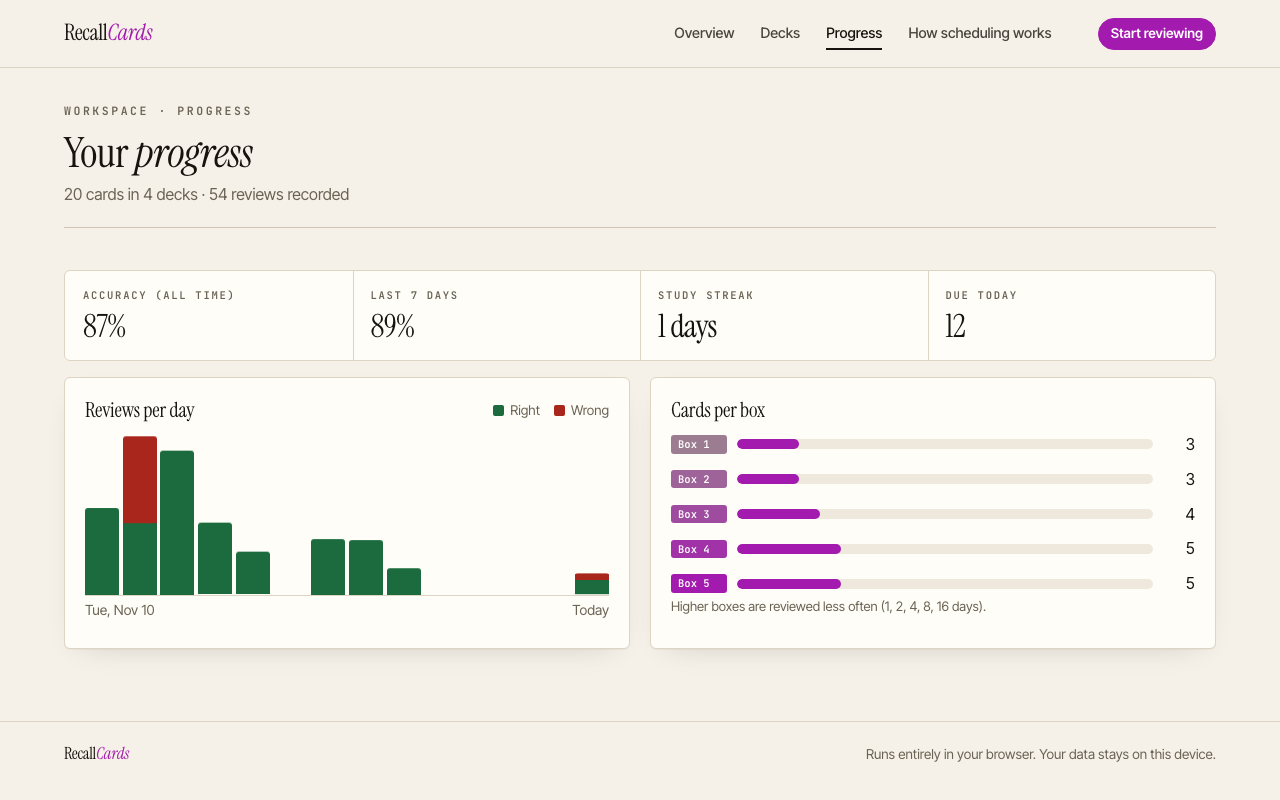 RecallCards
Overview
Decks
Progress
How scheduling works
Start reviewing
WORKSPACE · PROGRESS
Your progress
20 cards in 4 decks · 54 reviews recorded
ACCURACY (ALL TIME)
87%
LAST 7 DAYS
89%
STUDY STREAK
1 days
DUE TODAY
12
Reviews per day
Right
Wrong
Tue, Nov 10
Today
Cards per box
Box 1
3
Box 2
3
Box 3
4
Box 4
5
Box 5
5
Higher boxes are reviewed less often (1, 2, 4, 8, 16 days).
RecallCards
Runs entirely in your browser. Your data stays on this device.